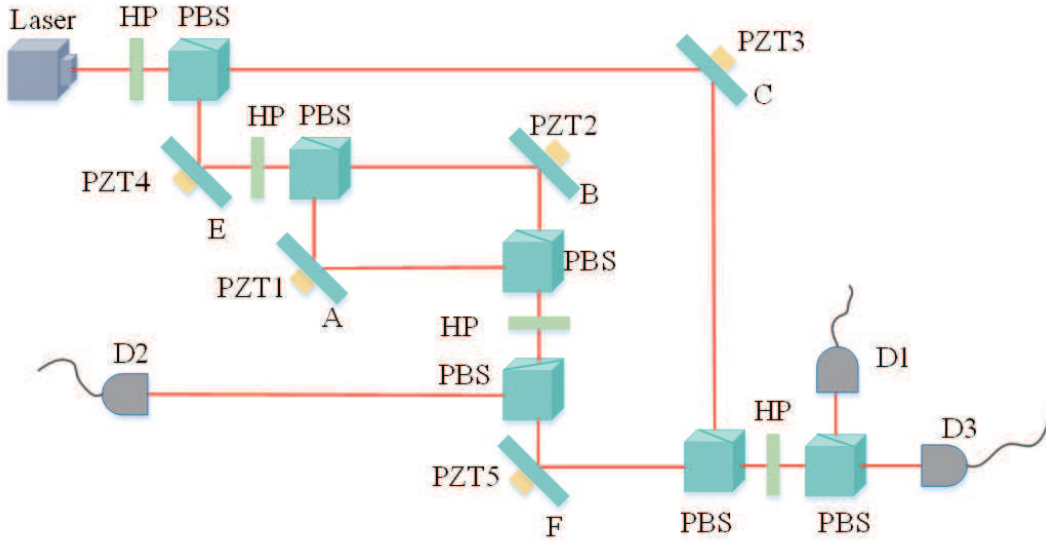 Laser
HP
PBS
PZT3
C
HP
PBS
PZT2
PZT4
B
E
PBS
PZT1
A
HP
D2
PBS
D1
HP
D3
PZT5
F
PBS
PBS